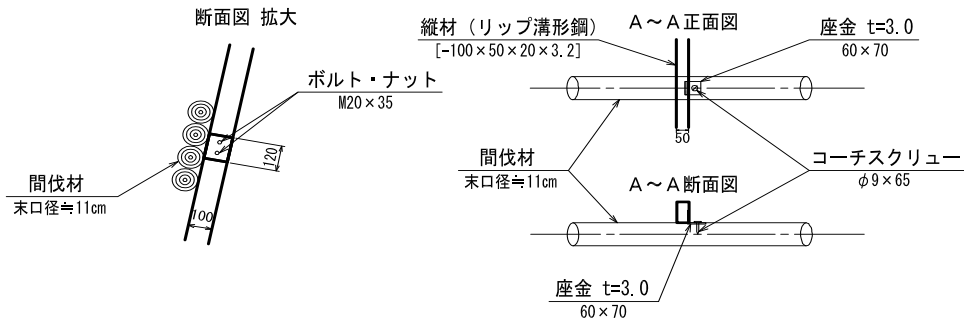 断面図 拡大
ボルト・ナット
M20×35
120
間伐材
末口径≒11cm
100
縦材（リップ溝形鋼）
[-100×50×20×3.2]
A～A正面図
座金 t=3.0
60×70
50
間伐材
末口径≒11cm
コーチスクリュー
φ9×65
A～A断面図
座金 t=3.0
60×70